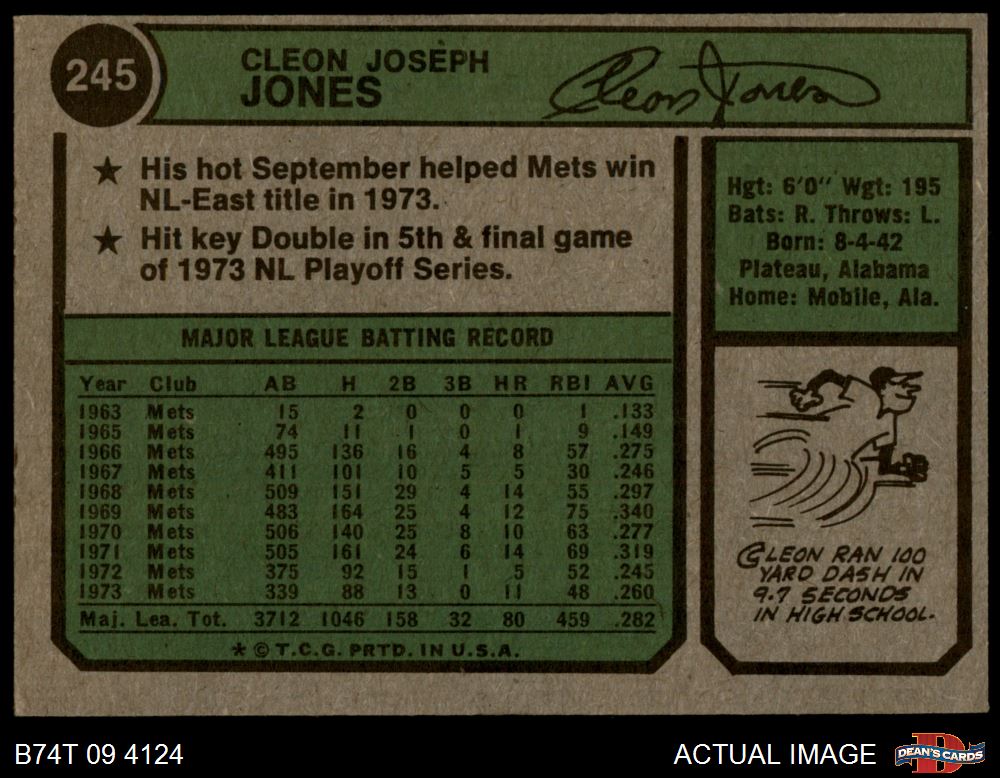 245
CLEON JOSEPH
JONES
Cleon Jones
★ His hot September helped Mets win
NL-East title in 1973.
★ Hit key Double in 5th & final game
of 1973 NL Playoff Series.
Hgt: 6'0" Wgt: 195
Bats: R. Throws: L.
Born: 8-4-42
Plateau, Alabama
Home: Mobile, Ala.
MAJOR LEAGUE BATTING RECORD
Year Club AB H 2B 3B HR RBI AVG
1963 Mets 15 2 0 0 0 1 .133
1965 Mets 74 11 1 0 1 9 .149
1966 Mets 495 136 16 4 8 57 .275
1967 Mets 411 101 10 5 5 30 .246
1968 Mets 509 151 29 4 14 55 .297
1969 Mets 483 164 25 4 12 75 .340
1970 Mets 506 140 25 8 10 63 .277
1971 Mets 505 161 24 6 14 69 .319
1972 Mets 375 92 15 1 5 52 .245
1973 Mets 339 88 13 0 11 48 .260
Maj. Lea. Tot. 3712 1046 158 32 80 459 .282
* © T.C.G. PRTD. IN U.S.A.
CLEON RAN 100
YARD DASH IN
9.7 SECONDS
IN HIGH SCHOOL.
B74T 09 4124
ACTUAL IMAGE
D
DEAN'S CARDS